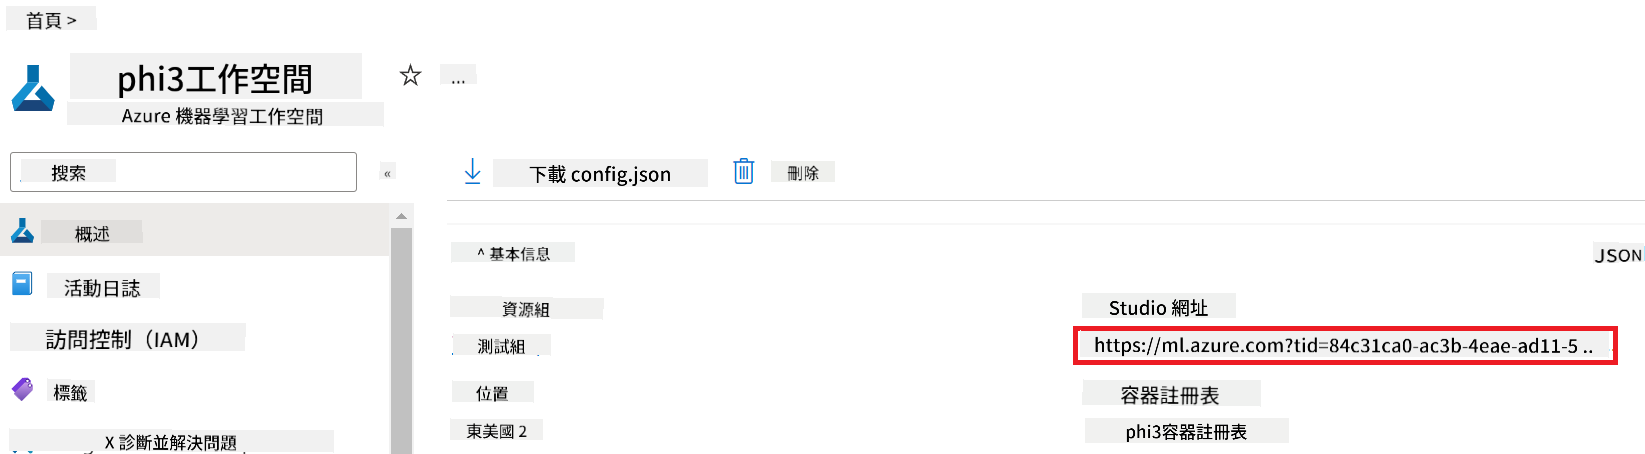 首頁 >
phi3工作空間
...
Azure 機器學習工作空間
搜索
«
下載 config.json
刪除
概述
活動日誌
訪問控制（IAM）
標籤
X 診斷並解決問題
^ 基本信息
JSON
資源組
測試組
位置
東美國 2
Studio 網址
https://ml.azure.com?tid=84c31ca0-ac3b-4eae-ad11-5 ..
容器註冊表
phi3容器註冊表